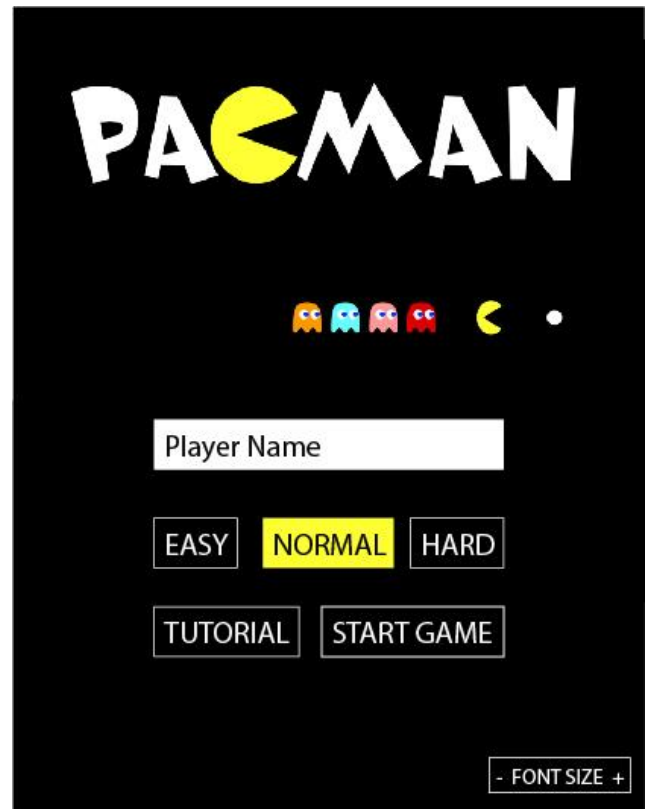 PACMAN
Player Name
EASY NORMAL HARD
TUTORIAL START GAME
- FONT SIZE +